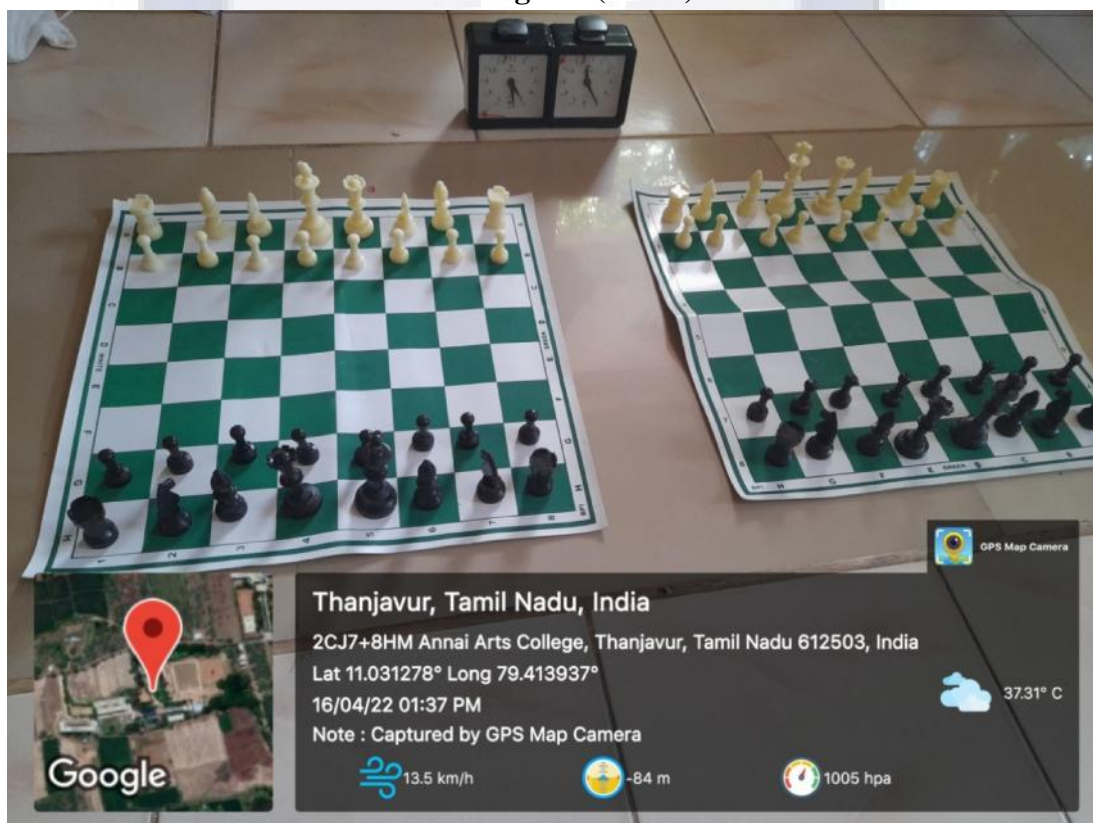 GPS Map Camera
Thanjavur, Tamil Nadu, India
2CJ7+8HM Annai Arts College, Thanjavur, Tamil Nadu 612503, India
Lat 11.031278° Long 79.413937°
16/04/22 01:37 PM
37.31° C
Note : Captured by GPS Map Camera
Google
13.5 km/h
-84 m
1005 hpa